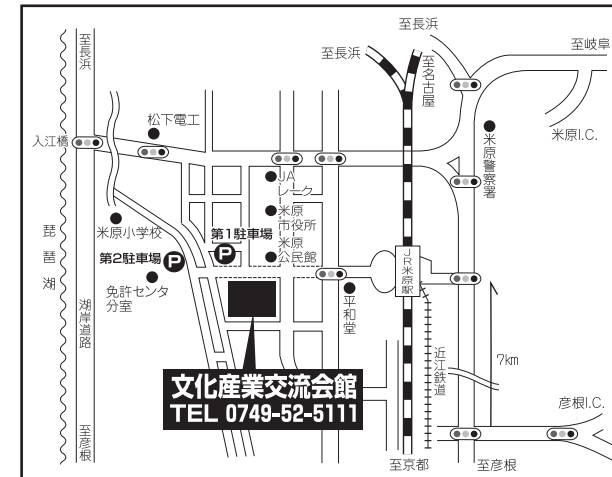 至長浜
至長浜
至長浜
至名古屋
至岐阜
松下電工
入江橋
米原警察署
米原I.C.
JA
レーク
米原
市役所
米原
公民館
米原小学校
第1駐車場
P
第2駐車場
P
免許センタ
分室
琵琶湖
湖岸道路
JR米原駅
平和堂
近江鉄道
7km
文化産業交流会館
TEL 0749-52-5111
彦根I.C.
至彦根
至京都
至彦根